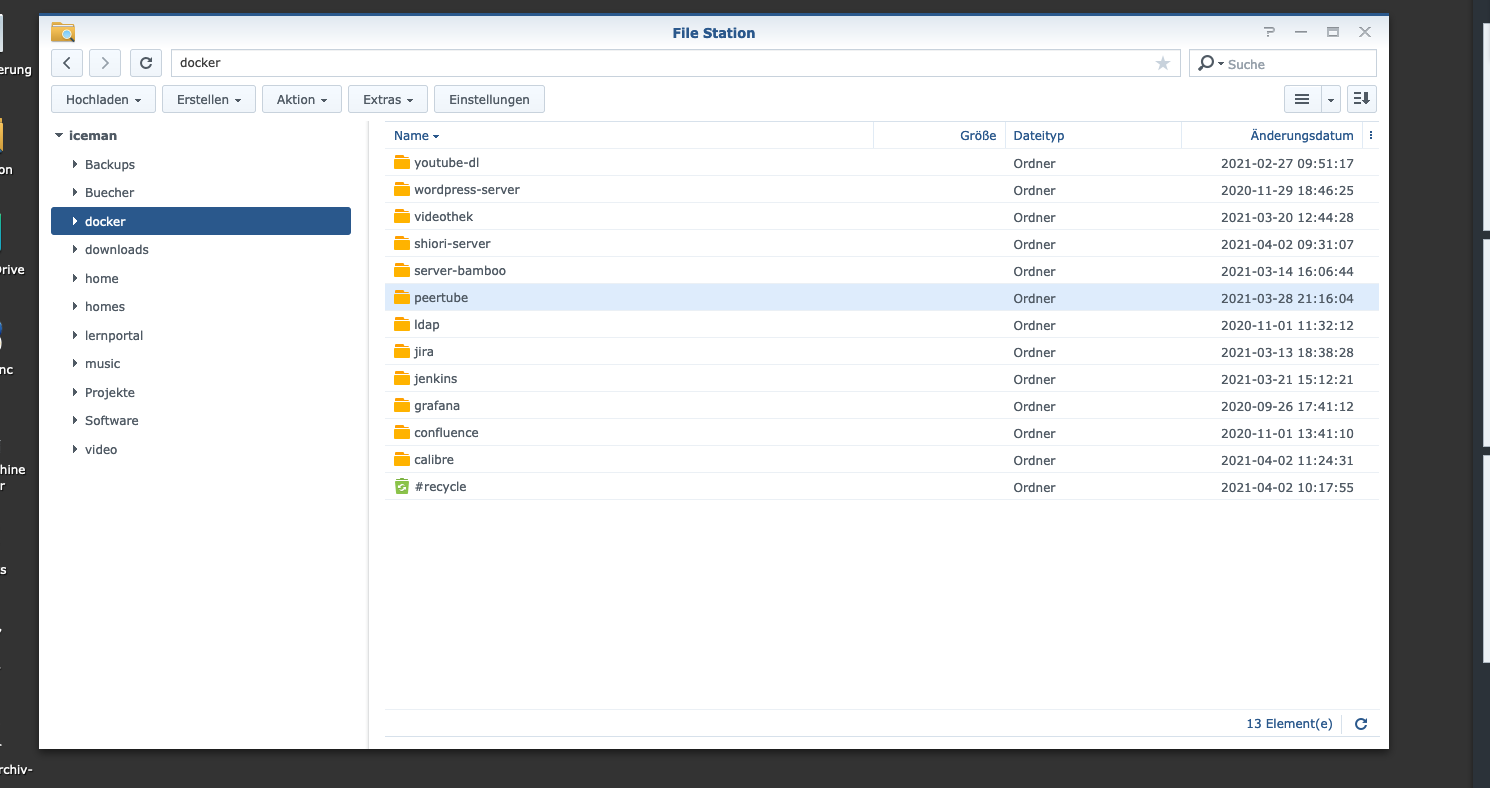 File Station
docker
Suche
Hochladen Erstellen Aktion Extras Einstellungen
iceman
Backups
Buecher
docker
downloads
home
homes
lernportal
music
Projekte
Software
video
Name Größe Dateityp Änderungsdatum
youtube-dl Ordner 2021-02-27 09:51:17
wordpress-server Ordner 2020-11-29 18:46:25
videothek Ordner 2021-03-20 12:44:28
shiori-server Ordner 2021-04-02 09:31:07
server-bamboo Ordner 2021-03-14 16:06:44
peertube Ordner 2021-03-28 21:16:04
ldap Ordner 2020-11-01 11:32:12
jira Ordner 2021-03-13 18:38:28
jenkins Ordner 2021-03-21 15:12:21
grafana Ordner 2020-09-26 17:41:12
confluence Ordner 2020-11-01 13:41:10
calibre Ordner 2021-04-02 11:24:31
#recycle Ordner 2021-04-02 10:17:55
13 Element(e)